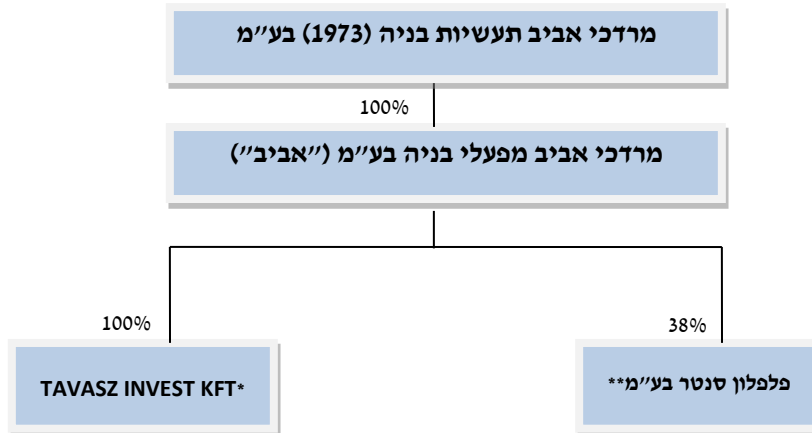 מרדכי אביב תעשיות בניה (1973) בע"מ
100%
מרדכי אביב מפעלי בניה בע"מ ("אביב")
100%
38%
TAVASZ INVEST KFT*
פלפלון סנטר בע"מ**